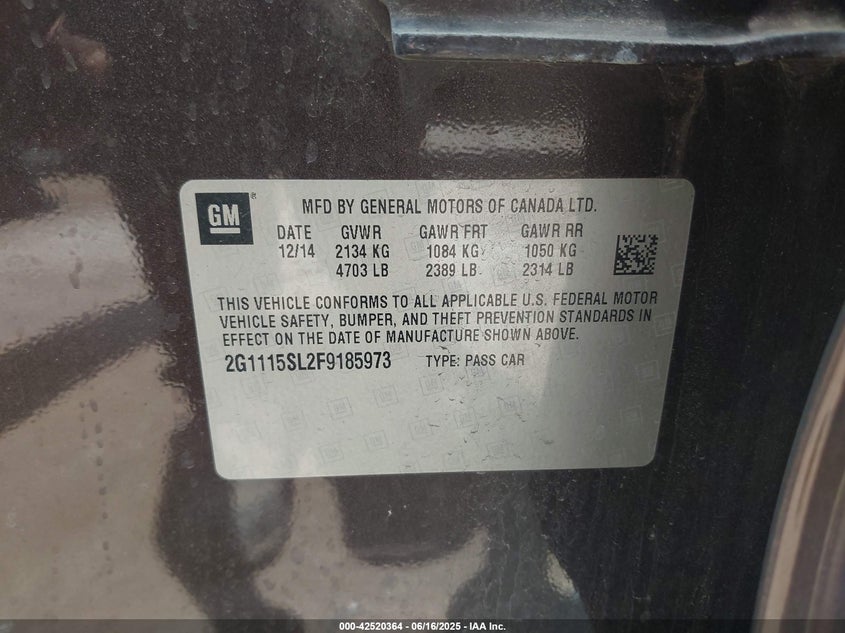 GM ®
MFD BY GENERAL MOTORS OF CANADA LTD.
DATE GVWR GAWR FRT GAWR RR
12/14 2134 KG 1084 KG 1050 KG
4703 LB 2389 LB 2314 LB
THIS VEHICLE CONFORMS TO ALL APPLICABLE U.S. FEDERAL MOTOR
VEHICLE SAFETY, BUMPER, AND THEFT PREVENTION STANDARDS IN
EFFECT ON THE DATE OF MANUFACTURE SHOWN ABOVE.
2G1115SL2F9185973 TYPE: PASS CAR
000-42520364 - 06/16/2025 - IAA Inc.